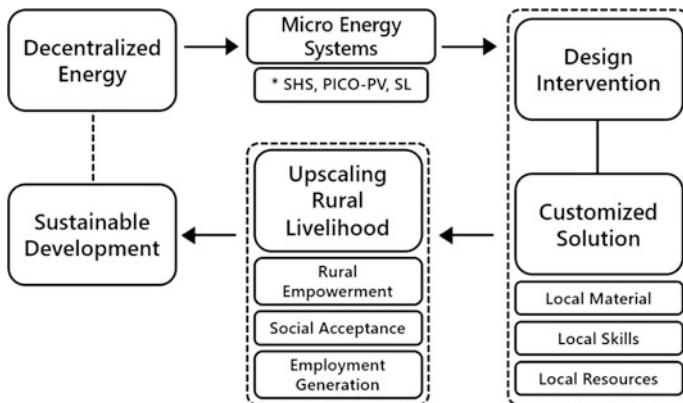 Decentralized
Energy
Micro Energy
Systems
* SHS, PICO-PV, SL
Design
Intervention
Customized
Solution
Local Material
Local Skills
Local Resources
Upscaling
Rural
Livelihood
Rural
Empowerment
Social Acceptance
Employment
Generation
Sustainable
Development